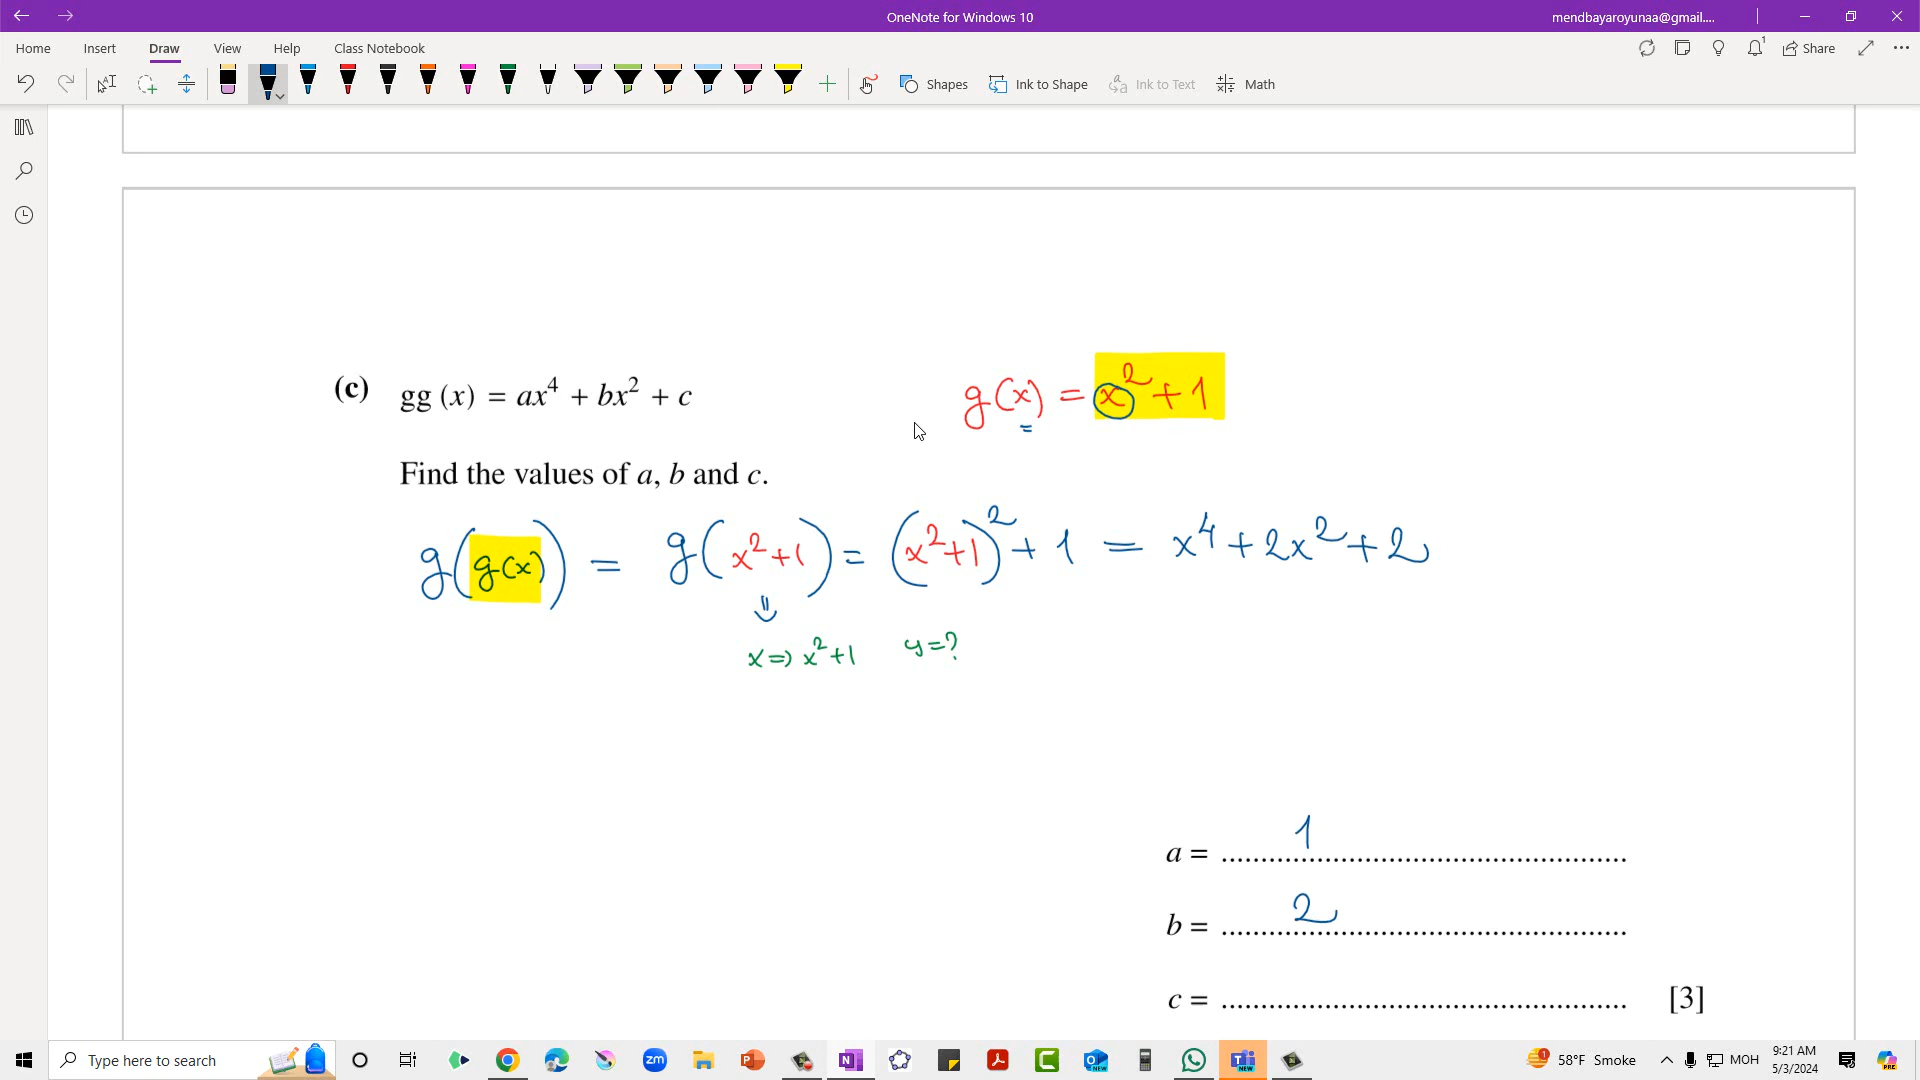 OneNote for Windows 10
mendbayaroyunaa@gmail....
Home Insert Draw View Help Class Notebook
Share
Shapes Ink to Shape Ink to Text Math
(c) gg (x) = ax⁴ + bx² + c
g(x) = x² + 1
=
Find the values of a, b and c.
g(g(x)) = g(x²+1) = (x²+1)² + 1 = x⁴ + 2x² + 2
⇓
x ⇒ x²+1 y=?
a = 1
b = 2
c = .................................................. [3]
Type here to search
58°F Smoke
MOH
9:21 AM
5/3/2024